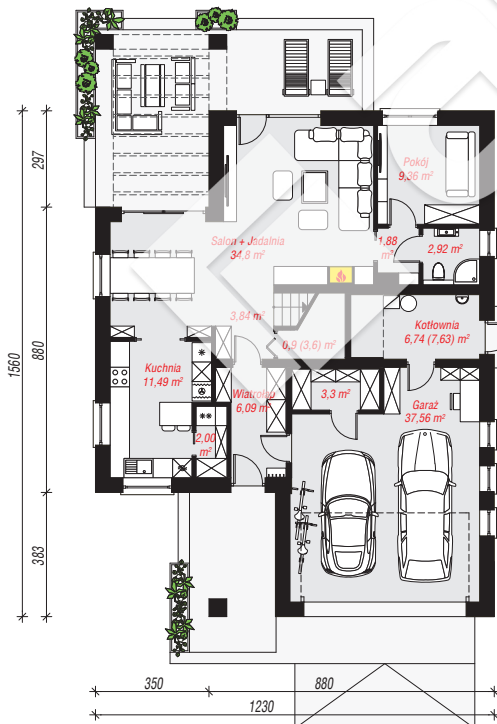 Pokój
9,36 m²
Salon + Jadalnia
34,8 m²
1,88
m²
2,92 m²
3,84 m²
Kotłownia
6,74 (7,63) m²
0,9 (3,6) m²
Kuchnia
11,49 m²
Wiatrołap
6,09 m²
3,3 m²
Garaż
37,56 m²
2,00
m²
297
880
1560
383
350
880
1230